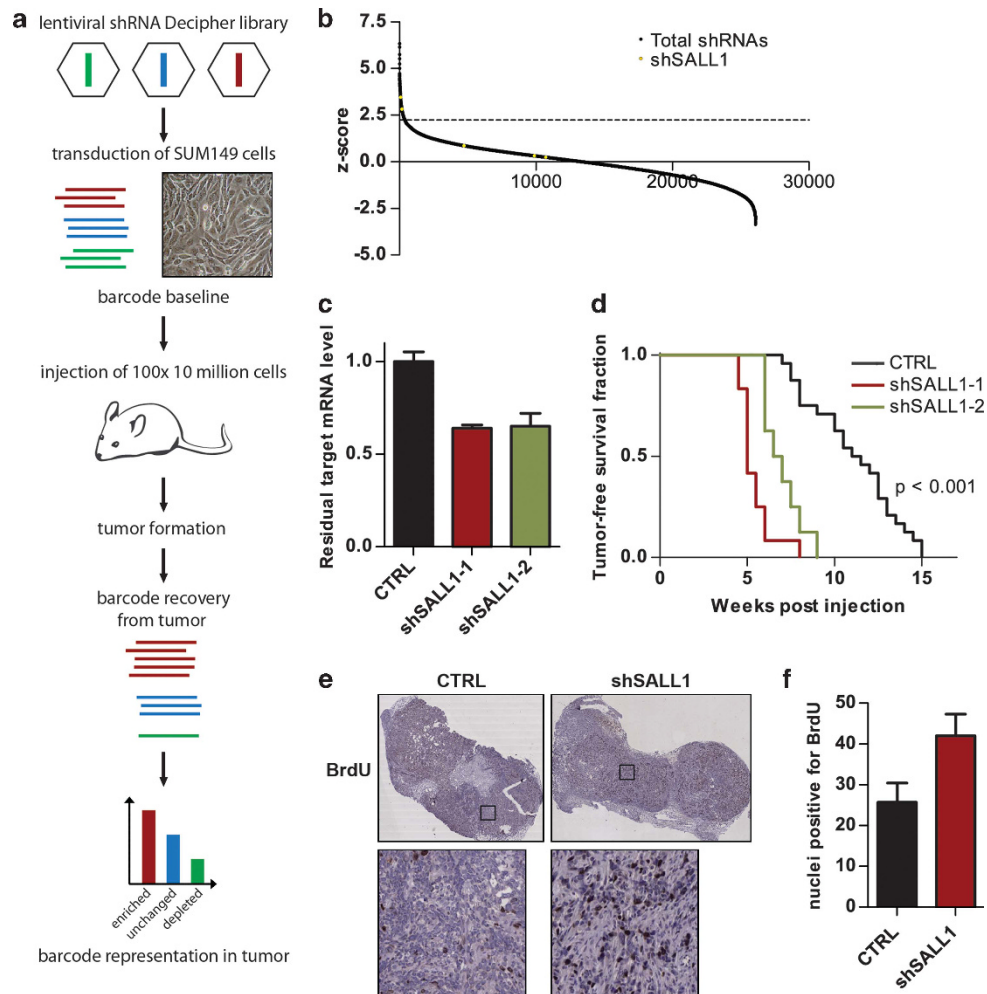 a
lentiviral shRNA Decipher library
transduction of SUM149 cells
barcode baseline
injection of 100x 10 million cells
tumor formation
barcode recovery
from tumor
enriched
unchanged
depleted
barcode representation in tumor
b
z-score
7.5
5.0
2.5
0.0
-2.5
-5.0
10000
20000
30000
Total shRNAs
shSALL1
c
Residual target mRNA level
1.0
0.5
0.0
CTRL
shSALL1-1
shSALL1-2
d
Tumor-free survival fraction
1.0
0.5
0.0
0
5
10
15
Weeks post injection
CTRL
shSALL1-1
shSALL1-2
p < 0.001
e
CTRL
shSALL1
BrdU
f
nuclei positive for BrdU
50
40
30
20
10
0
CTRL
shSALL1